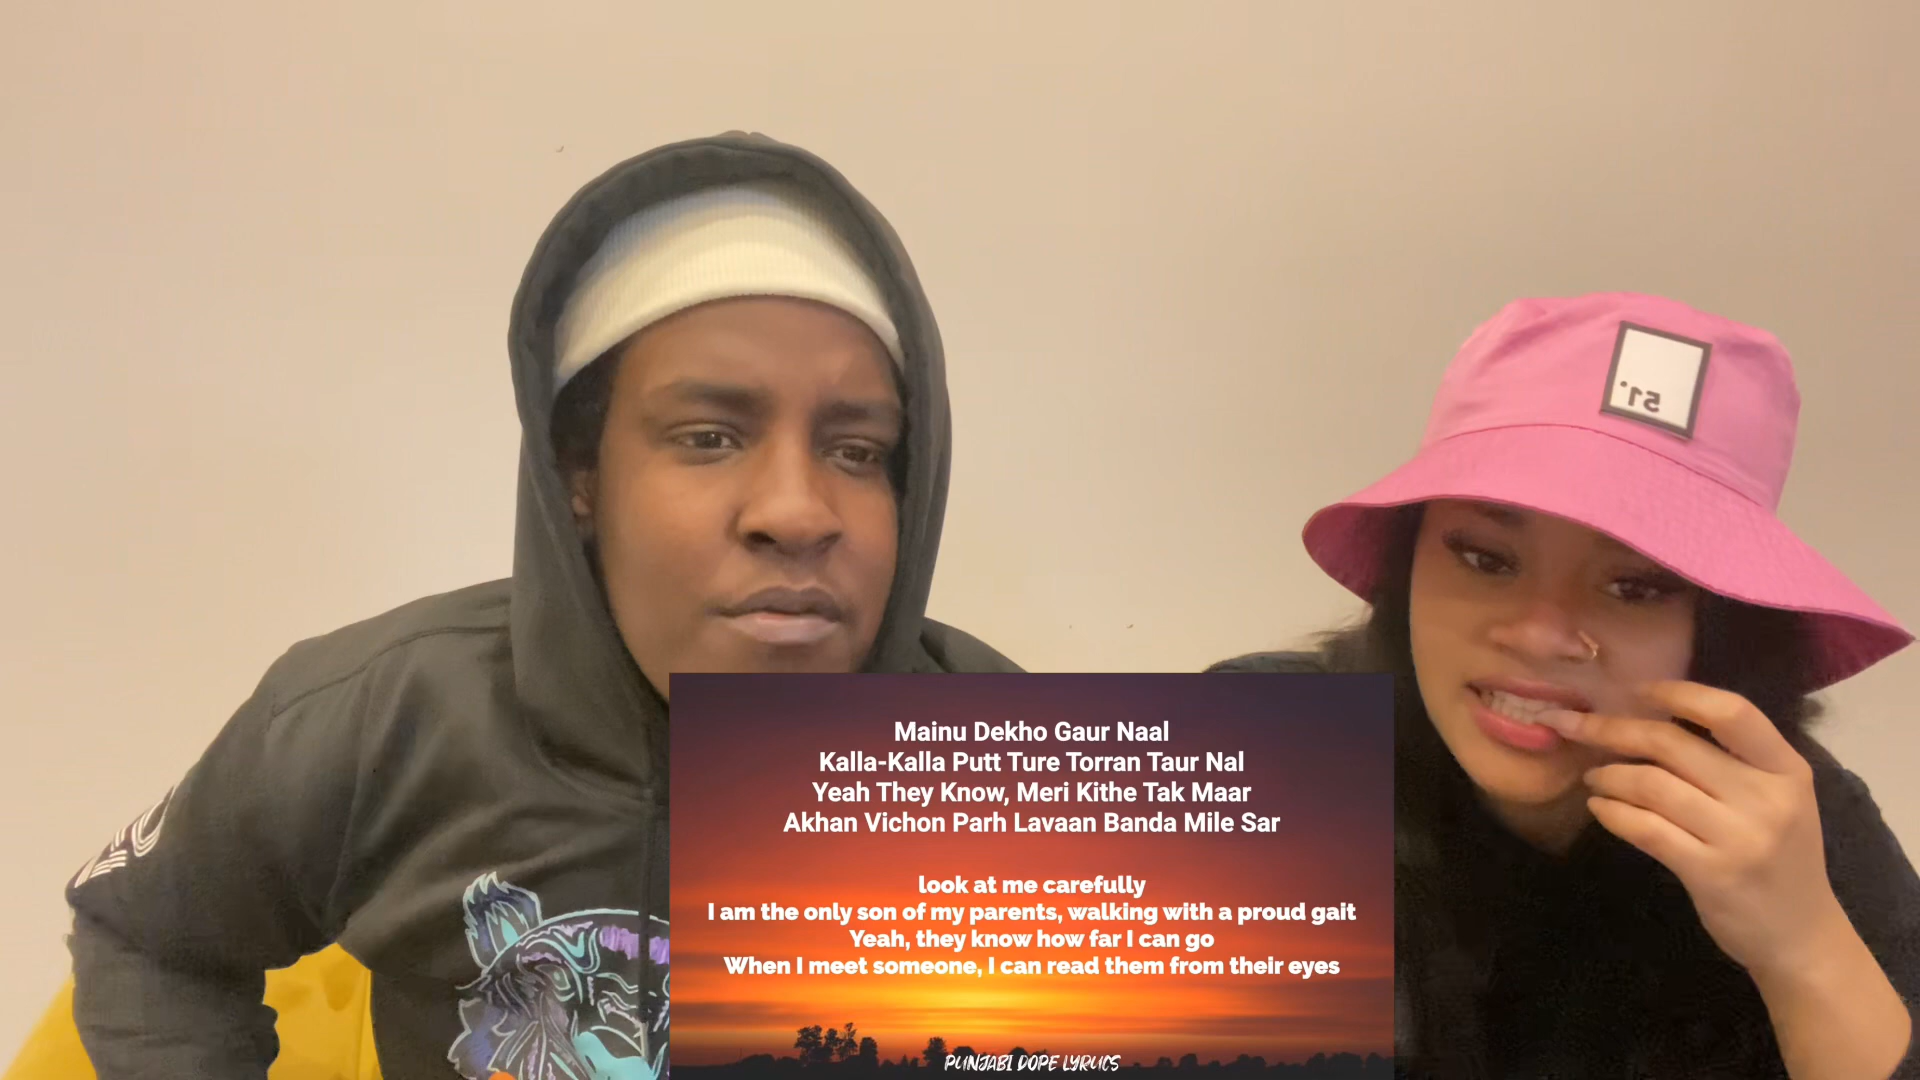 51°
Mainu Dekho Gaur Naal
Kalla-Kalla Putt Ture Torran Taur Nal
Yeah They Know, Meri Kithe Tak Maar
Akhan Vichon Parh Lavaan Banda Mile Sar
look at me carefully
I am the only son of my parents, walking with a proud gait
Yeah, they know how far I can go
When I meet someone, I can read them from their eyes
PUNJABI DOPE LYRICS